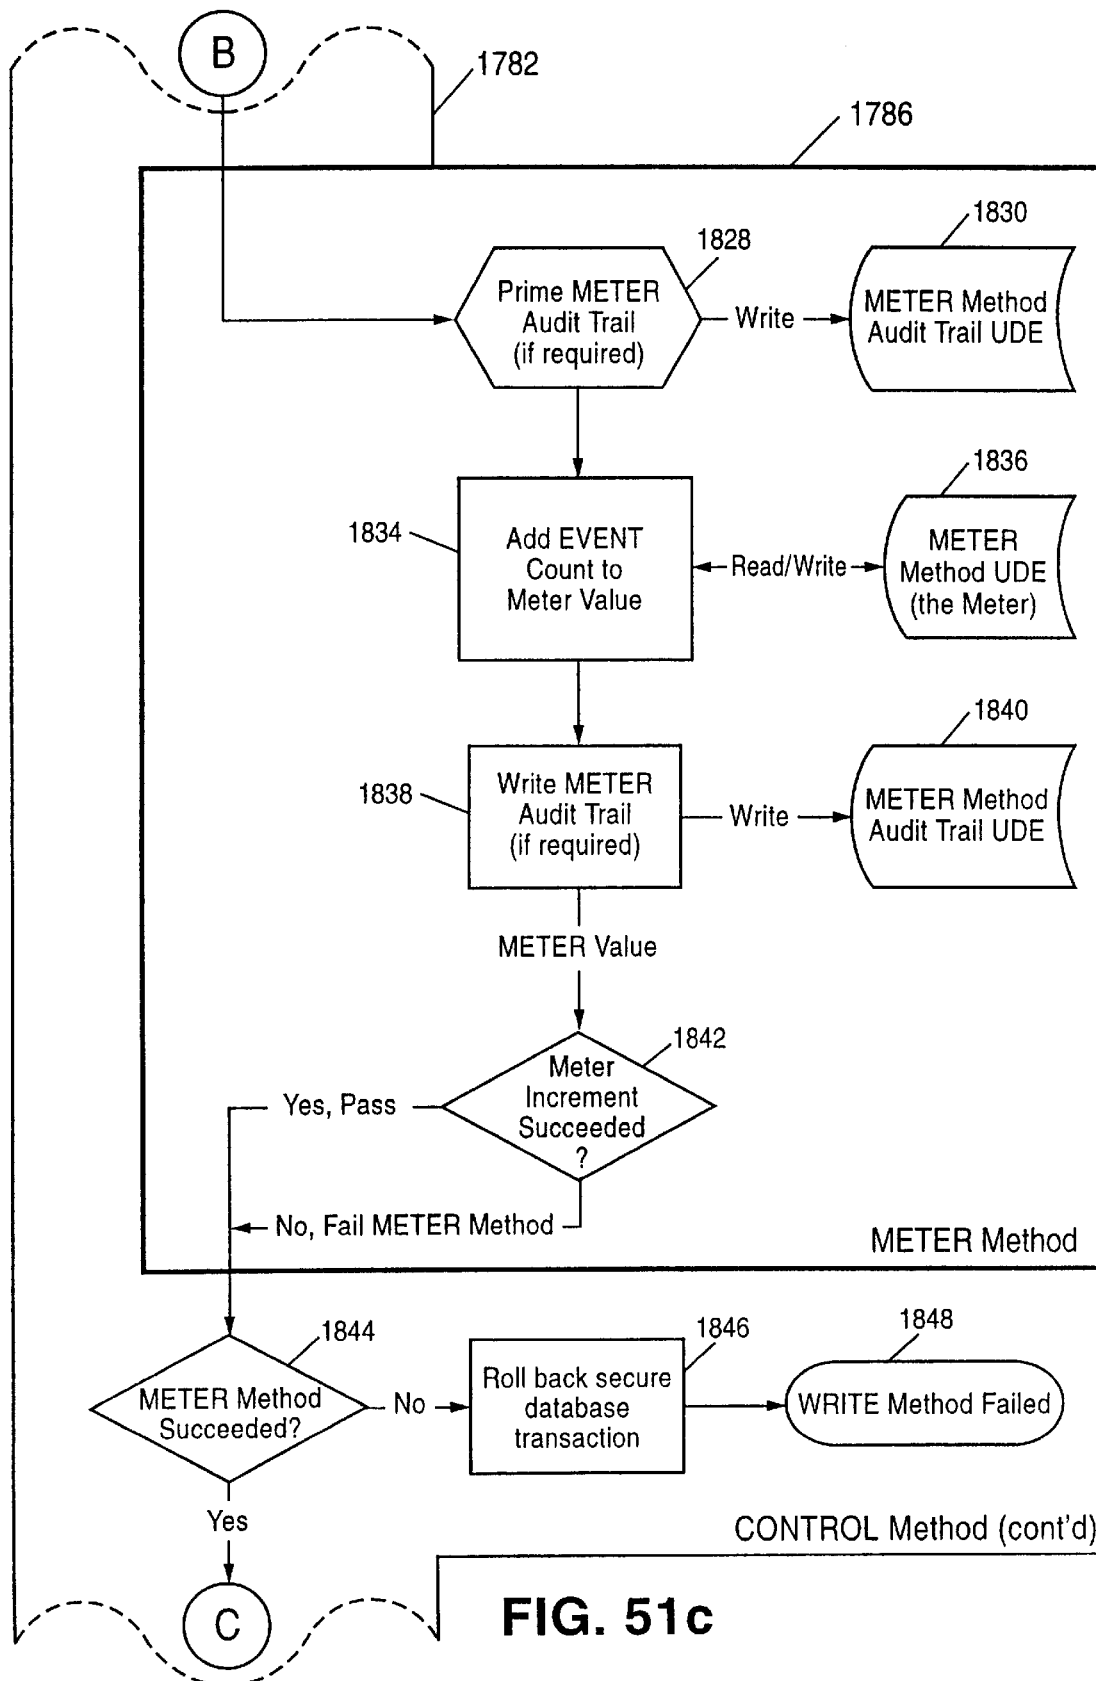 B
1782
1786
1828
1830
Prime METER
Audit Trail
(if required)
Write
METER Method
Audit Trail UDE
1834
1836
Add EVENT
Count to
Meter Value
Read/Write
METER
Method UDE
(the Meter)
1838
1840
Write METER
Audit Trail
(if required)
Write
METER Method
Audit Trail UDE
METER Value
1842
Meter
Increment
Succeeded
?
Yes, Pass
No, Fail METER Method
METER Method
1844
1846
1848
METER Method
Succeeded?
No
Roll back secure
database
transaction
WRITE Method Failed
Yes
CONTROL Method (cont'd)
C
FIG. 51c